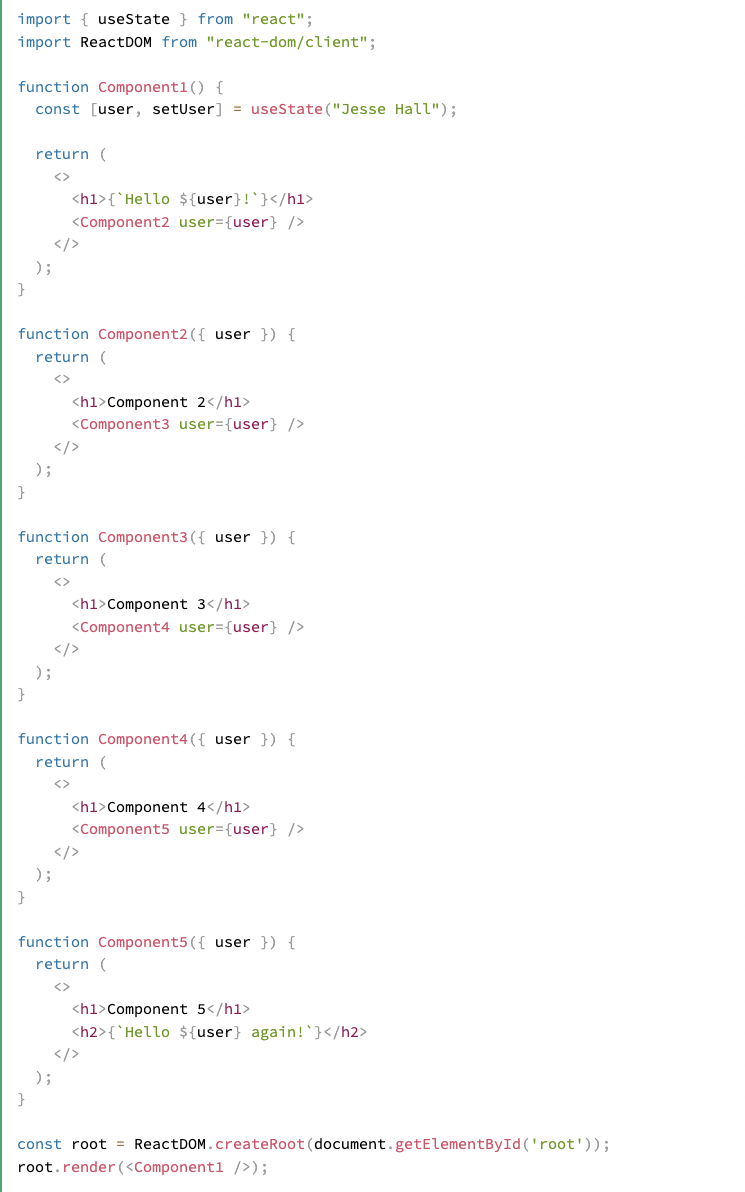 import { useState } from "react";
import ReactDOM from "react-dom/client";

function Component1() {
  const [user, setUser] = useState("Jesse Hall");

  return (
    <>
      <h1>{`Hello ${user}!`}</h1>
      <Component2 user={user} />
    </>
  );
}

function Component2({ user }) {
  return (
    <>
      <h1>Component 2</h1>
      <Component3 user={user} />
    </>
  );
}

function Component3({ user }) {
  return (
    <>
      <h1>Component 3</h1>
      <Component4 user={user} />
    </>
  );
}

function Component4({ user }) {
  return (
    <>
      <h1>Component 4</h1>
      <Component5 user={user} />
    </>
  );
}

function Component5({ user }) {
  return (
    <>
      <h1>Component 5</h1>
      <h2>{`Hello ${user} again!`}</h2>
    </>
  );
}

const root = ReactDOM.createRoot(document.getElementById('root'));
root.render(<Component1 />);